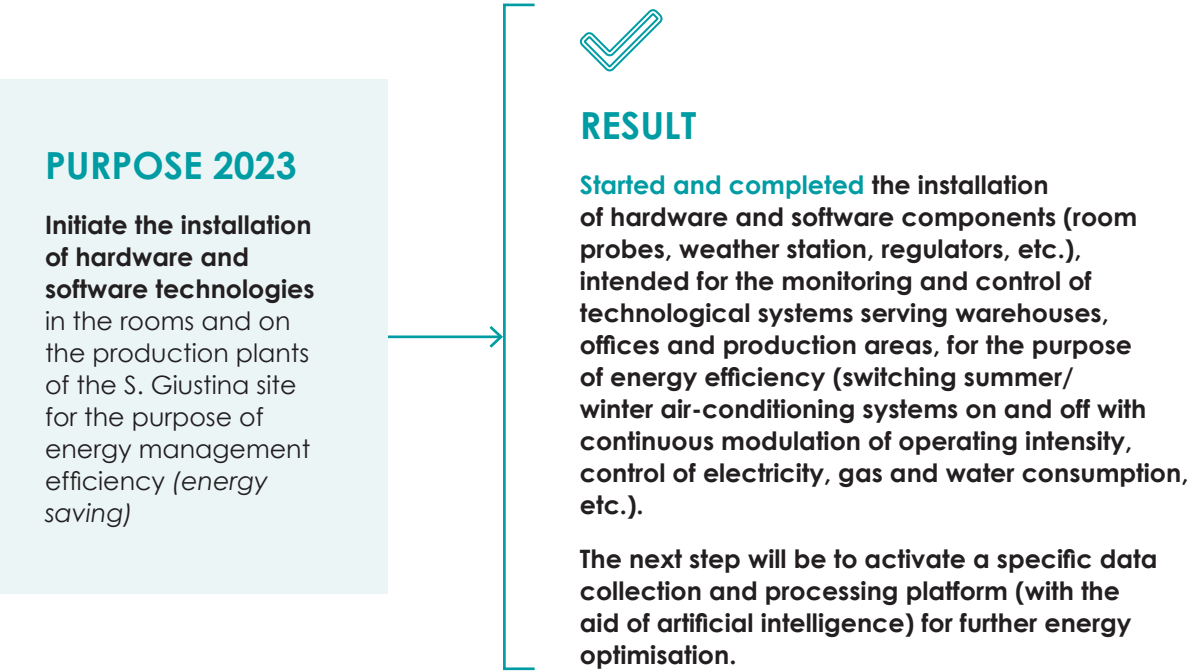 PURPOSE 2023
Initiate the installation
of hardware and
software technologies
in the rooms and on
the production plants
of the S. Giustina site
for the purpose of
energy management
efficiency (energy
saving)
RESULT
Started and completed the installation
of hardware and software components (room
probes, weather station, regulators, etc.),
intended for the monitoring and control of
technological systems serving warehouses,
offices and production areas, for the purpose
of energy efficiency (switching summer/
winter air-conditioning systems on and off with
continuous modulation of operating intensity,
control of electricity, gas and water consumption,
etc.).
The next step will be to activate a specific data
collection and processing platform (with the
aid of artificial intelligence) for further energy
optimisation.